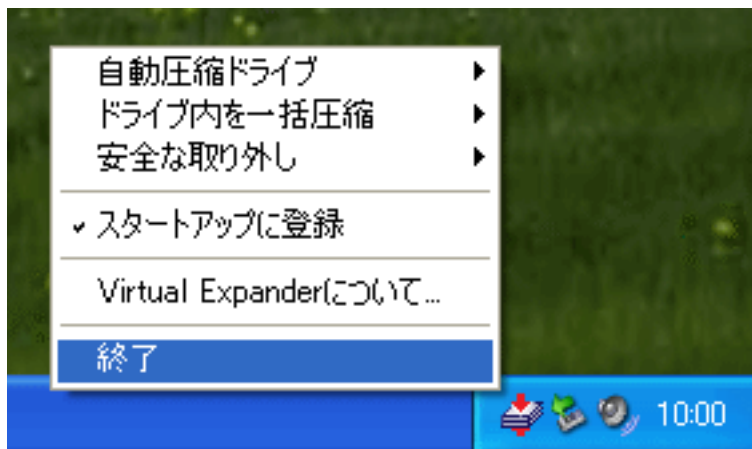 自動圧縮ドライブ
ドライブ内を一括圧縮
安全な取り外し
スタートアップに登録
Virtual Expanderについて...
終了
10:00